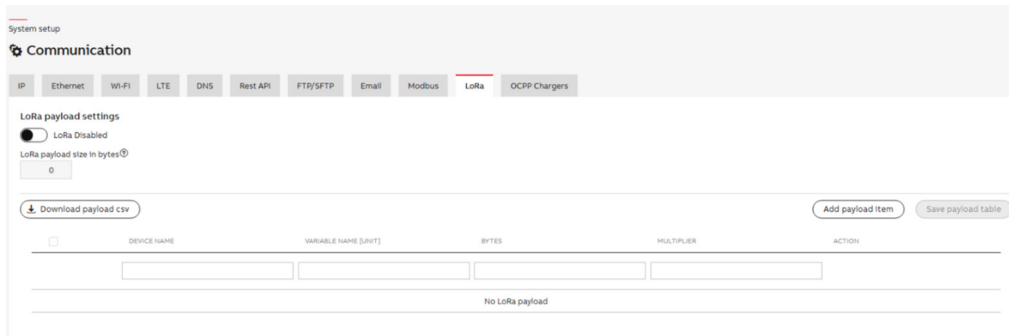 System setup
Communication
IP Ethernet WI-FI LTE DNS Rest API FTP/SFTP Email Modbus LoRa OCPP Chargers
LoRa payload settings
LoRa Disabled
LoRa payload size in bytes?
0
Download payload csv Add payload item Save payload table
DEVICE NAME VARIABLE NAME [UNIT] BYTES MULTIPLIER ACTION
No LoRa payload